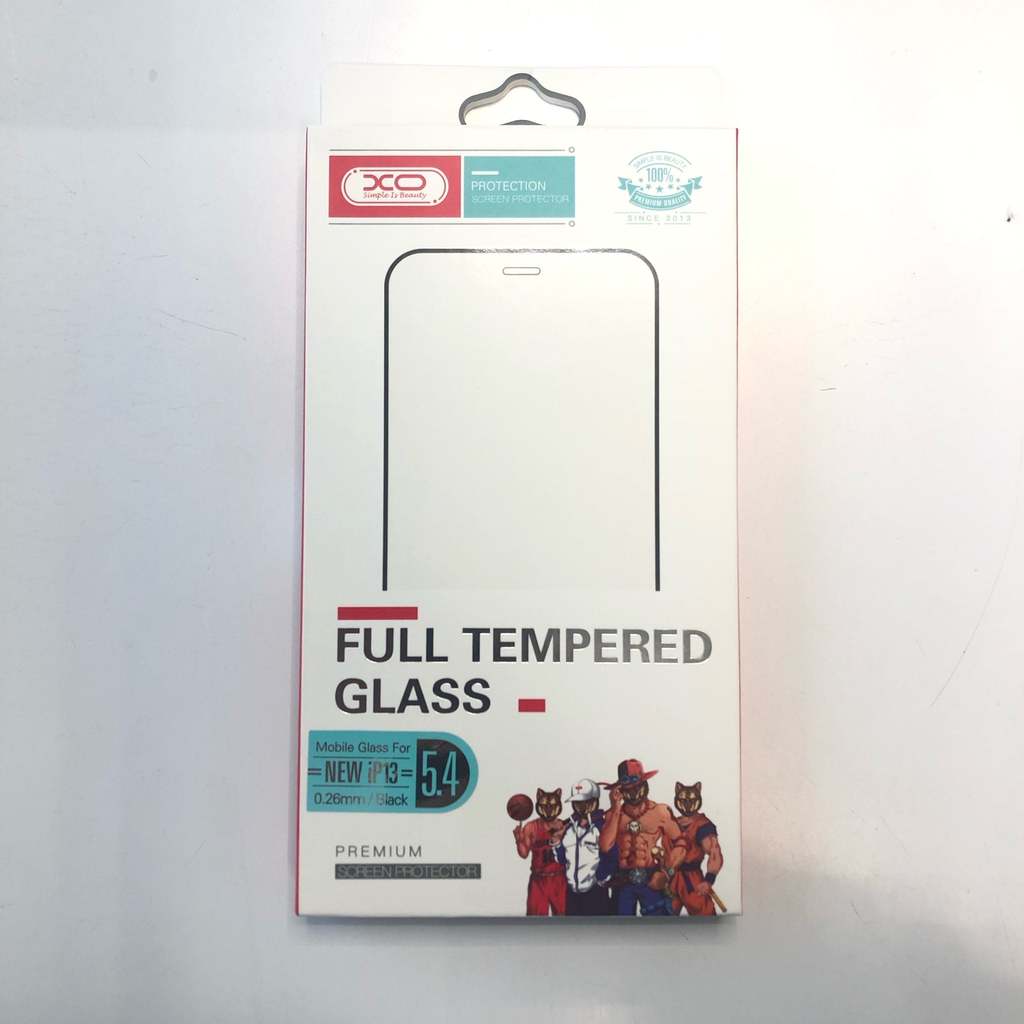 XO
Simple Is Beauty
PROTECTION
SCREEN PROTECTOR
SIMPLE IS BEAUTY
100%
PREMIUM QUALITY
SINCE 2013
FULL TEMPERED
GLASS
Mobile Glass For
NEW iP13
5.4
0.26mm / Black
PREMIUM
SCREEN PROTECTOR